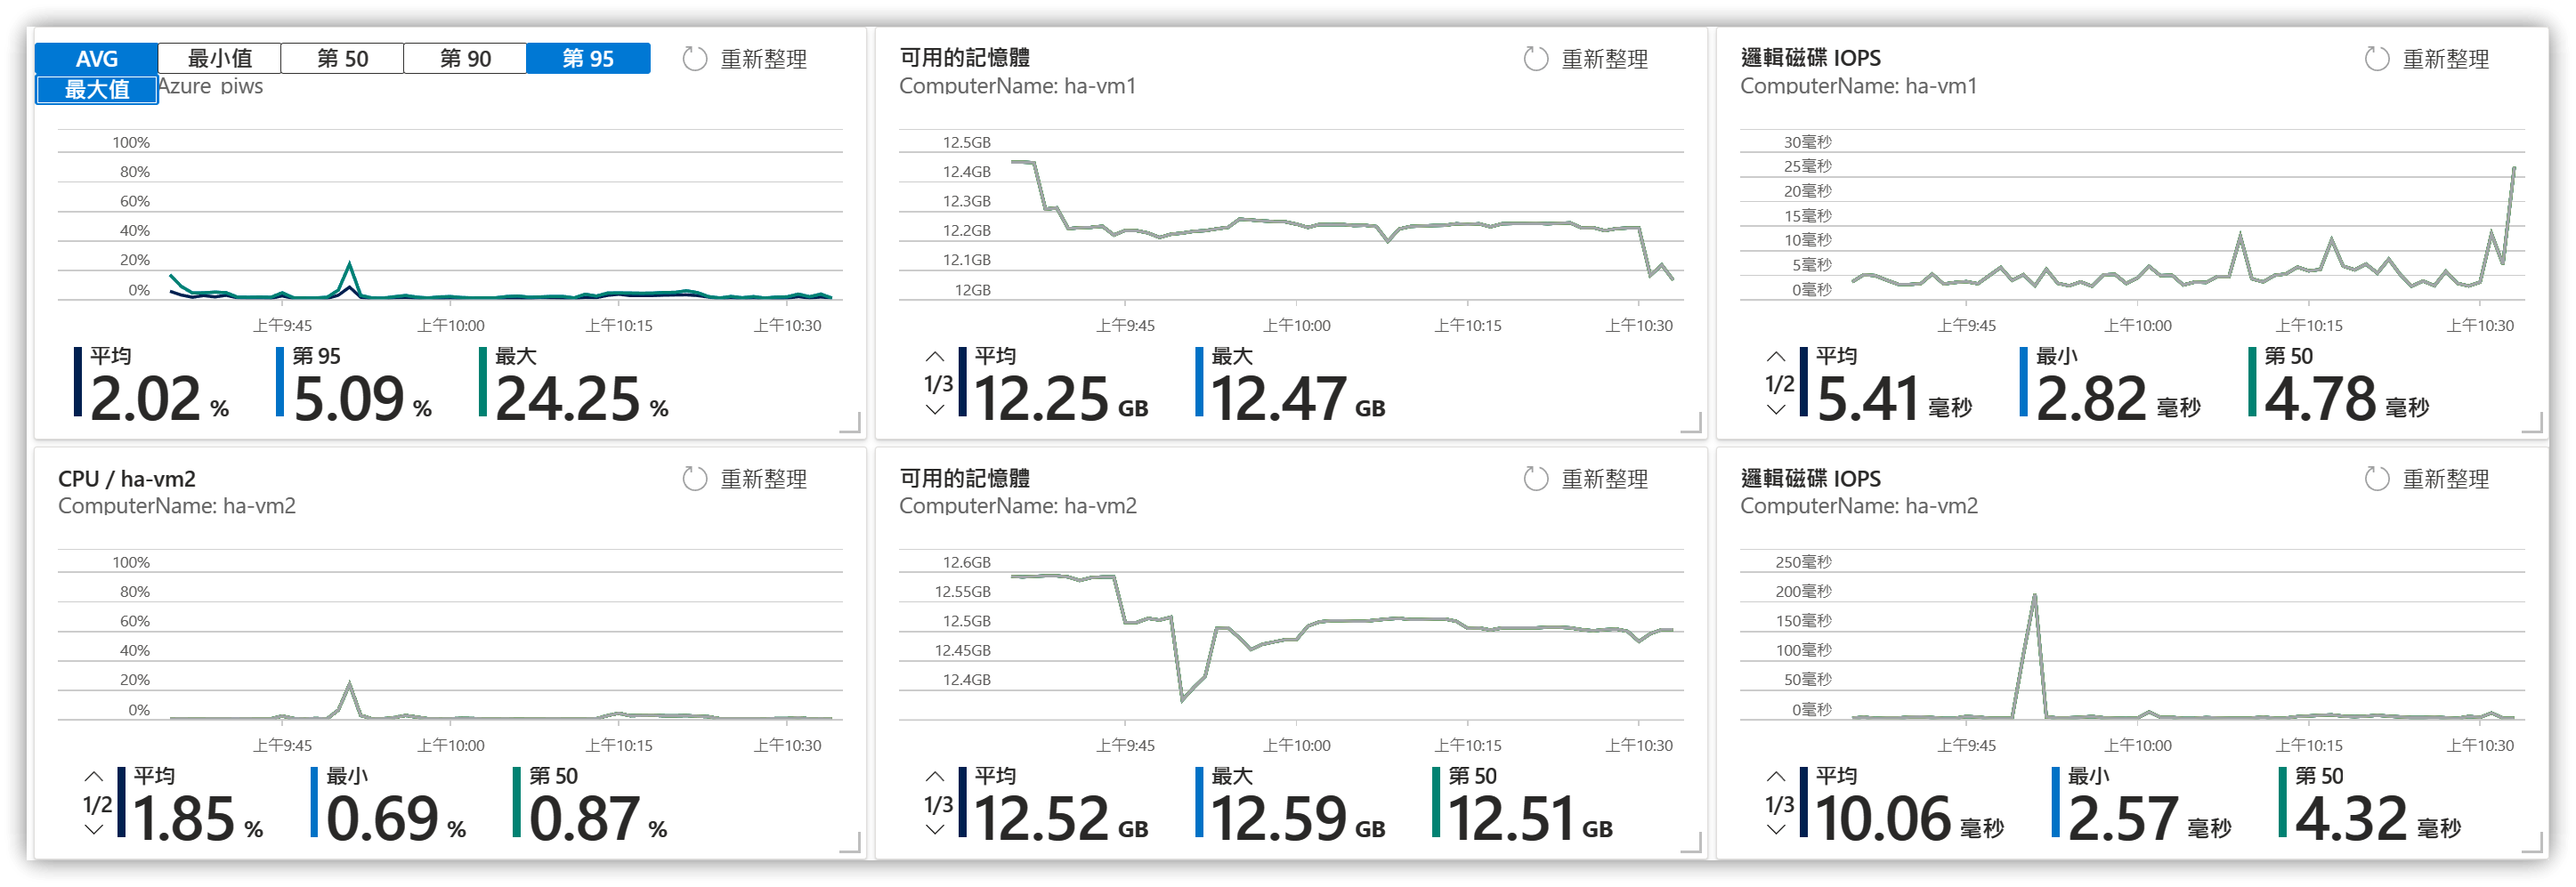 AVG 最小值 第 50 第 90 第 95 重新整理
最大值 Azure_piws
100%
80%
60%
40%
20%
0%
上午9:45 上午10:00 上午10:15 上午10:30
平均 第 95 最大
2.02 % 5.09 % 24.25 %
可用的記憶體 重新整理
ComputerName: ha-vm1
12.5GB
12.4GB
12.3GB
12.2GB
12.1GB
12GB
上午9:45 上午10:00 上午10:15 上午10:30
平均 最大
1/3 12.25 GB 12.47 GB
邏輯磁碟 IOPS 重新整理
ComputerName: ha-vm1
30毫秒
25毫秒
20毫秒
15毫秒
10毫秒
5毫秒
0毫秒
上午9:45 上午10:00 上午10:15 上午10:30
平均 最小 第 50
1/2 5.41 毫秒 2.82 毫秒 4.78 毫秒
CPU / ha-vm2 重新整理
ComputerName: ha-vm2
100%
80%
60%
40%
20%
0%
上午9:45 上午10:00 上午10:15 上午10:30
平均 最小 第 50
1/2 1.85 % 0.69 % 0.87 %
可用的記憶體 重新整理
ComputerName: ha-vm2
12.6GB
12.55GB
12.5GB
12.45GB
12.4GB
上午9:45 上午10:00 上午10:15 上午10:30
平均 最大 第 50
1/3 12.52 GB 12.59 GB 12.51 GB
邏輯磁碟 IOPS 重新整理
ComputerName: ha-vm2
250毫秒
200毫秒
150毫秒
100毫秒
50毫秒
0毫秒
上午9:45 上午10:00 上午10:15 上午10:30
平均 最小 第 50
1/3 10.06 毫秒 2.57 毫秒 4.32 毫秒